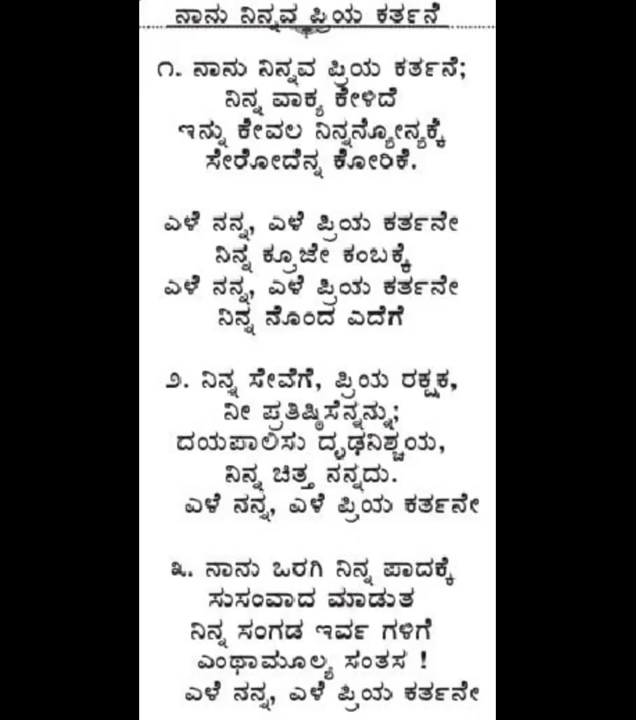 ನಾನು ನಿನ್ನವ ಪ್ರಿಯ ಕರ್ತನೆ
೧. ನಾನು ನಿನ್ನವ ಪ್ರಿಯ ಕರ್ತನೆ;
ನಿನ್ನ ವಾಕ್ಯ ಕೇಳಿದೆ
ಇನ್ನು ಕೇವಲ ನಿನ್ನನ್ಯೋನ್ಯಕ್ಕೆ
ಸೇರೋದೆನ್ನ ಕೋರಿಕೆ.
ಎಳೆ ನನ್ನ, ಎಳೆ ಪ್ರಿಯ ಕರ್ತನೇ
ನಿನ್ನ ಕ್ರೂಜೇ ಕಂಬಕ್ಕೆ
ಎಳೆ ನನ್ನ, ಎಳೆ ಪ್ರಿಯ ಕರ್ತನೇ
ನಿನ್ನ ನೊಂದ ಎದೆಗೆ
೨. ನಿನ್ನ ಸೇವೆಗೆ, ಪ್ರಿಯ ರಕ್ಷಕ,
ನೀ ಪ್ರತಿಷ್ಠಿಸೆನ್ನನ್ನು;
ದಯಪಾಲಿಸು ದೃಢನಿಶ್ಚಯ,
ನಿನ್ನ ಚಿತ್ತ ನನ್ನದು.
ಎಳೆ ನನ್ನ, ಎಳೆ ಪ್ರಿಯ ಕರ್ತನೇ
೩. ನಾನು ಒರಗಿ ನಿನ್ನ ಪಾದಕ್ಕೆ
ಸುಸಂವಾದ ಮಾಡುತ
ನಿನ್ನ ಸಂಗಡ ಇರ್ವ ಗಳಿಗೆ
ಎಂಥಾಮೂಲ್ಯ ಸಂತಸ !
ಎಳೆ ನನ್ನ, ಎಳೆ ಪ್ರಿಯ ಕರ್ತನೇ